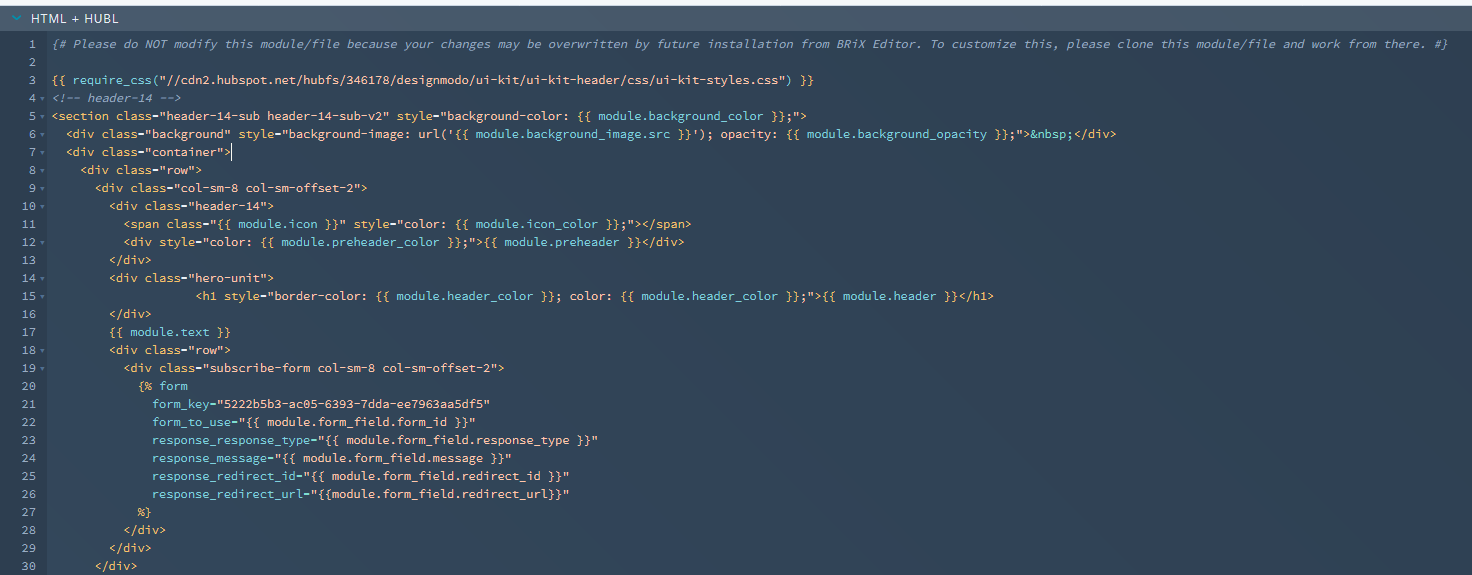 HTML + HUBL
1 {# Please do NOT modify this module/file because your changes may be overwritten by future installation from BRiX Editor. To customize this, please clone this module/file and work from there. #}
2
3 {{ require_css("//cdn2.hubspot.net/hubfs/346178/designmodo/ui-kit/ui-kit-header/css/ui-kit-styles.css") }}
4 <!-- header-14 -->
5 <section class="header-14-sub header-14-sub-v2" style="background-color: {{ module.background_color }};">
6   <div class="background" style="background-image: url('{{ module.background_image.src }}'); opacity: {{ module.background_opacity }};">&nbsp;</div>
7   <div class="container">
8     <div class="row">
9       <div class="col-sm-8 col-sm-offset-2">
10         <div class="header-14">
11           <span class="{{ module.icon }}" style="color: {{ module.icon_color }};"></span>
12           <div style="color: {{ module.preheader_color }};">{{ module.preheader }}</div>
13         </div>
14         <div class="hero-unit">
15                     <h1 style="border-color: {{ module.header_color }}; color: {{ module.header_color }};">{{ module.header }}</h1>
16         </div>
17         {{ module.text }}
18         <div class="row">
19           <div class="subscribe-form col-sm-8 col-sm-offset-2">
20             {% form
21               form_key="5222b5b3-ac05-6393-7dda-ee7963aa5df5"
22               form_to_use="{{ module.form_field.form_id }}"
23               response_response_type="{{ module.form_field.response_type }}"
24               response_message="{{ module.form_field.message }}"
25               response_redirect_id="{{ module.form_field.redirect_id }}"
26               response_redirect_url="{{module.form_field.redirect_url}}"
27             %}
28           </div>
29         </div>
30       </div>